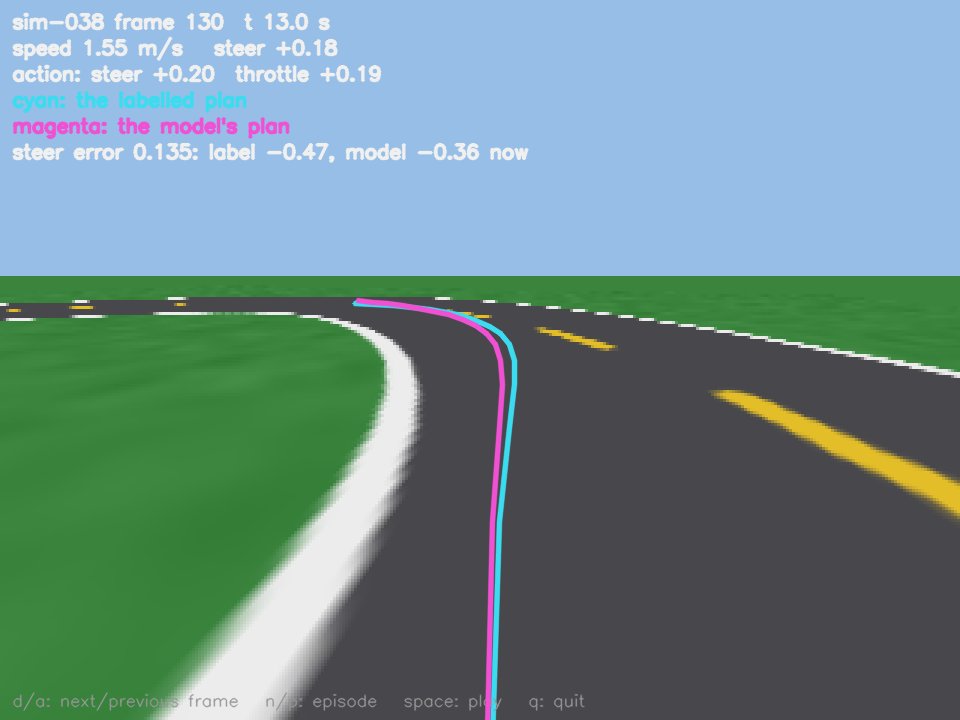 sim-038 frame 130  t 13.0 s
speed 1.55 m/s   steer +0.18
action: steer +0.20  throttle +0.19
cyan: the labelled plan
magenta: the model's plan
steer error 0.135: label -0.47, model -0.36 now
d/a: next/previous frame   n/p: episode   space: play   q: quit